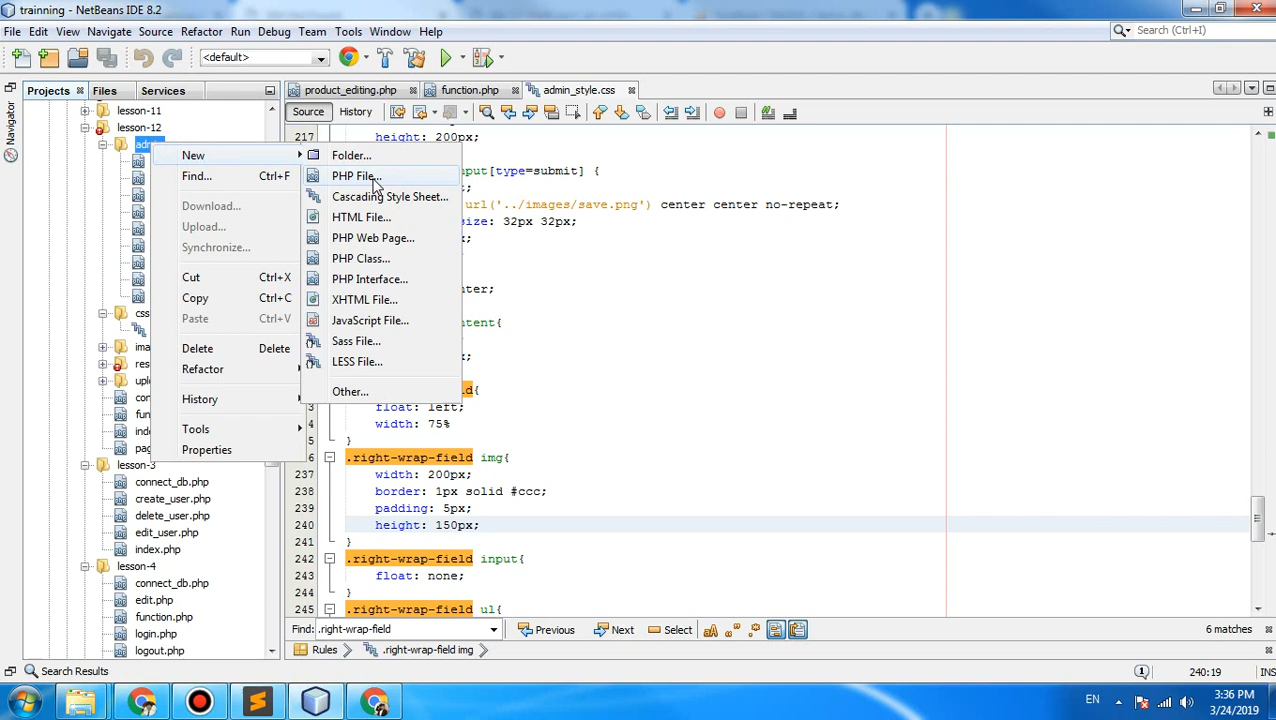 trainning - NetBeans IDE 8.2
File Edit View Navigate Source Refactor Run Debug Team Tools Window Help
Search (Ctrl+I)
<default>
Projects Files Services
product_editing.php function.php admin_style.css
Source History
Navigator
lesson-11
lesson-12
New
Find... Ctrl+F
Download...
Upload...
Synchronize...
Cut Ctrl+X
Copy Ctrl+C
Paste Ctrl+V
Delete Delete
Refactor
History
Tools
Properties
Folder...
PHP File...
Cascading Style Sheet...
HTML File...
PHP Web Page...
PHP Class...
PHP Interface...
XHTML File...
JavaScript File...
Sass File...
LESS File...
Other...
lesson-3
connect_db.php
create_user.php
delete_user.php
edit_user.php
index.php
lesson-4
connect_db.php
edit.php
function.php
login.php
logout.php
217
height: 200px;
nput[type=submit] {
url('../images/save.png') center center no-repeat;
size: 32px 32px;
float: left;
width: 75%
}
.right-wrap-field img{
237 width: 200px;
238 border: 1px solid #ccc;
239 padding: 5px;
240 height: 150px;
241 }
242 .right-wrap-field input{
243 float: none;
244 }
245 .right-wrap-field ul{
Find: .right-wrap-field Previous Next Select 6 matches
Rules .right-wrap-field img
Search Results 1 240:19 INS
EN 3:36 PM
3/24/2019